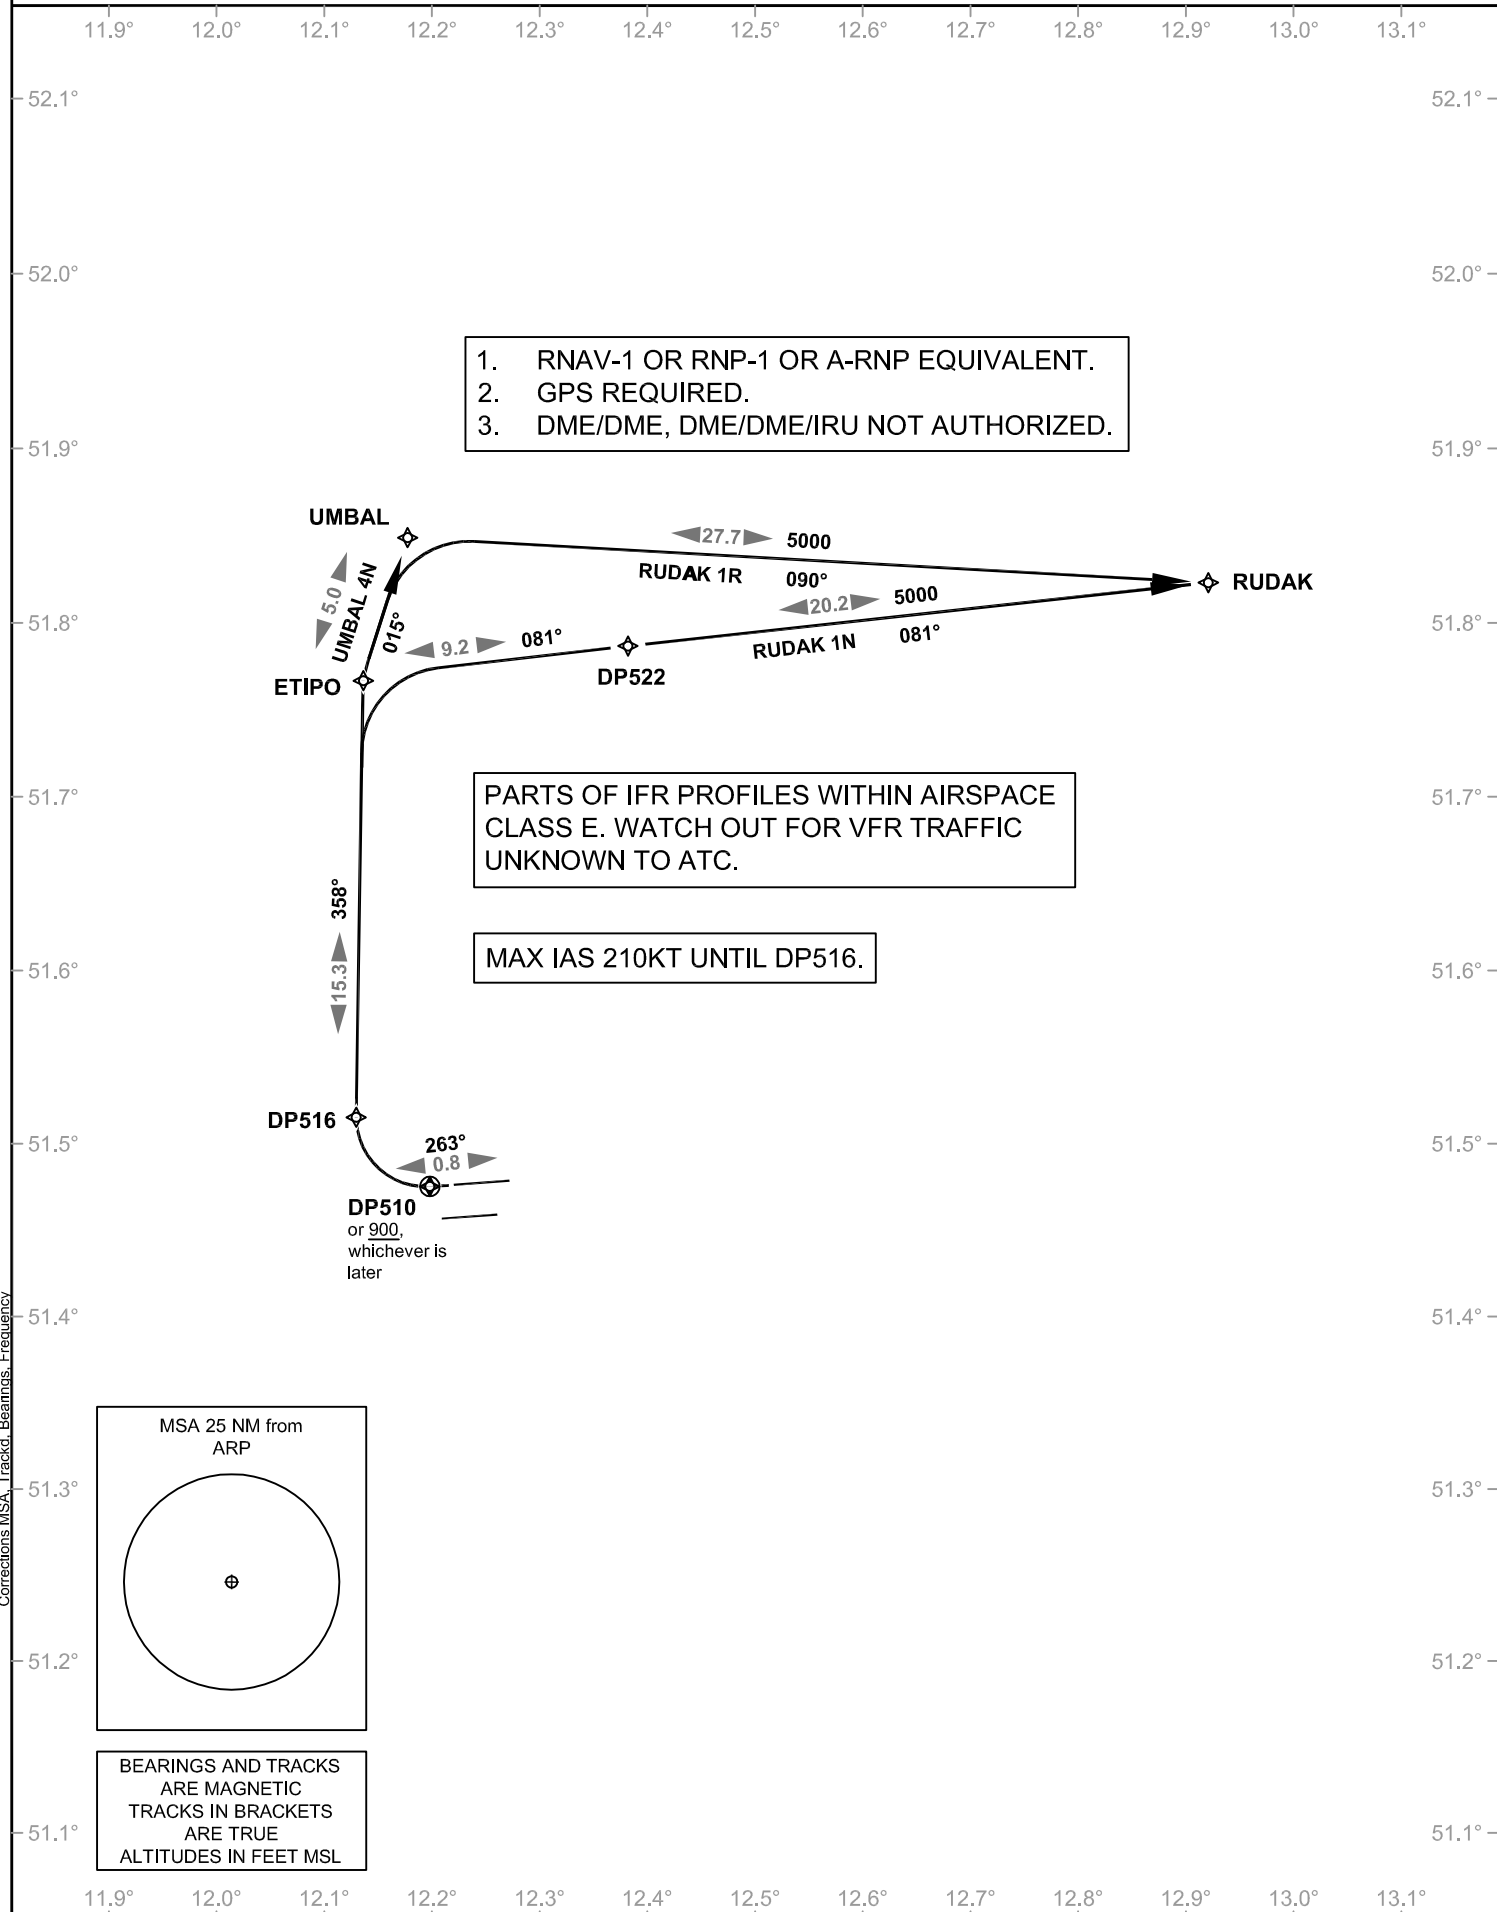 11.9° 12.0° 12.1° 12.2° 12.3° 12.4° 12.5° 12.6° 12.7° 12.8° 12.9° 13.0° 13.1°
52.1° 52.1°
52.0° 52.0°
1. RNAV-1 OR RNP-1 OR A-RNP EQUIVALENT.
2. GPS REQUIRED.
3. DME/DME, DME/DME/IRU NOT AUTHORIZED.
51.9° 51.9°
UMBAL
27.7 5000
RUDAK 1R 090°
RUDAK
20.2 5000
5.0
UMBAL 4N
015°
51.8° 51.8°
9.2 081°
RUDAK 1N 081°
DP522
ETIPO
PARTS OF IFR PROFILES WITHIN AIRSPACE
CLASS E. WATCH OUT FOR VFR TRAFFIC
UNKNOWN TO ATC.
51.7° 51.7°
358°
15.3
MAX IAS 210KT UNTIL DP516.
51.6° 51.6°
DP516
51.5° 51.5°
263°
0.8
DP510
or 900,
whichever is
later
51.4° 51.4°
Corrections MSA, Trackd, Bearings, Frequency
MSA 25 NM from
ARP
51.3° 51.3°
51.2° 51.2°
BEARINGS AND TRACKS
ARE MAGNETIC
TRACKS IN BRACKETS
ARE TRUE
ALTITUDES IN FEET MSL
51.1° 51.1°
11.9° 12.0° 12.1° 12.2° 12.3° 12.4° 12.5° 12.6° 12.7° 12.8° 12.9° 13.0° 13.1°